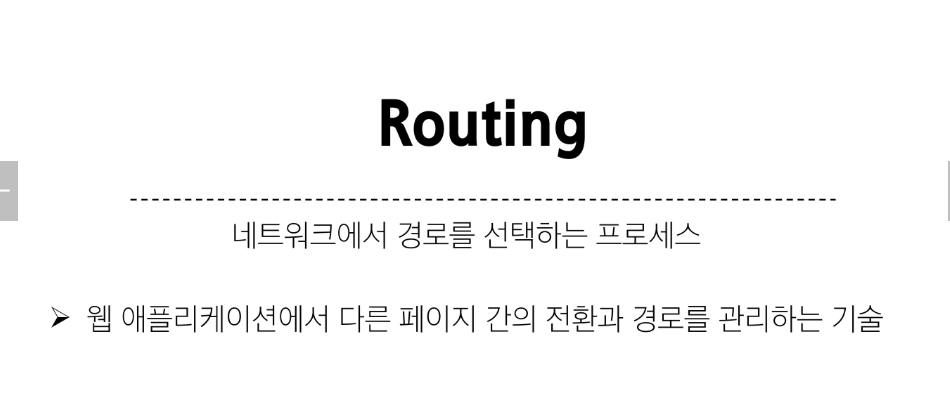 Routing
네트워크에서 경로를 선택하는 프로세스
➢ 웹 애플리케이션에서 다른 페이지 간의 전환과 경로를 관리하는 기술